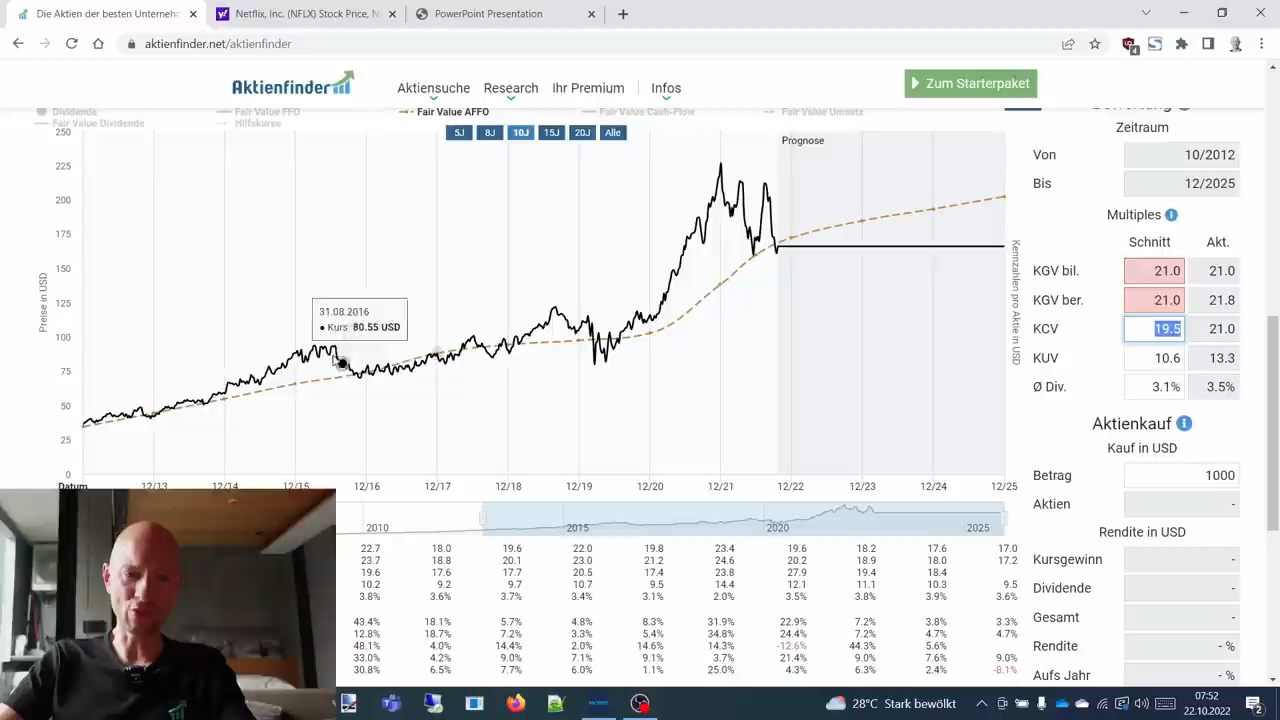 Die Aktien der besten Unternehm
Netflix, Inc. (NFLX) Stock Price, N
PowerPoint Presentation
aktienfinder.net/aktienfinder
4
Aktienfinder
Aktiensuche
Research
Ihr Premium
Infos
Zum Starterpaket
Dividende
Fair Value FFO
Fair Value AFFO
Fair Value Cash-Flow
Fair Value Umsatz
Fair Value Dividende
Hilfskurse
5J 8J 10J 15J 20J Alle
Prognose
250
225
200
175
150
125
100
75
50
25
0
Preise in USD
Kennzahlen pro Aktie in USD
31.08.2016
● Kurs 80.55 USD
Datum 12/13 12/14 12/15 12/16 12/17 12/18 12/19 12/20 12/21 12/22 12/23 12/24 12/25
2010 2015 2020 2025
22.7 18.0 19.6 22.0 19.8 23.4 19.6 18.2 17.6 17.0
23.7 18.8 20.1 23.0 21.2 24.6 20.2 18.9 18.0 17.2
19.6 17.6 17.7 20.5 17.4 23.8 27.9 19.4 18.4
10.2 9.2 9.7 10.7 9.5 14.4 12.1 11.1 10.3 9.5
3.8% 3.6% 3.7% 3.4% 3.1% 2.0% 3.5% 3.8% 3.9% 3.6%
43.4% 18.1% 5.7% 4.8% 8.3% 31.9% 22.9% 7.2% 3.8% 3.3%
12.8% 18.7% 7.2% 3.3% 5.4% 34.8% 24.4% 7.2% 4.7% 4.7%
48.1% 4.0% 14.4% 2.0% 14.6% 14.3% -12.6% 44.3% 5.6%
33.0% 4.2% 9.0% 7.1% 9.1% 3.7% 21.4% 9.0% 7.6% 9.0%
30.8% 6.5% 7.7% 6.0% 1.1% 25.0% 4.3% 6.3% 2.4% -8.1%
Zeitraum
Von 10/2012
Bis 12/2025
Multiples
Schnitt Akt.
KGV bil. 21.0 21.0
KGV ber. 21.0 21.8
KCV 19.5 21.0
KUV 10.6 13.3
Ø Div. 3.1% 3.5%
Aktienkauf
Kauf in USD
Betrag 1000
Aktien -
Rendite in USD
Kursgewinn -
Dividende -
Gesamt -
Rendite - %
Aufs Jahr - %
28°C Stark bewölkt
07:52
22.10.2022
2